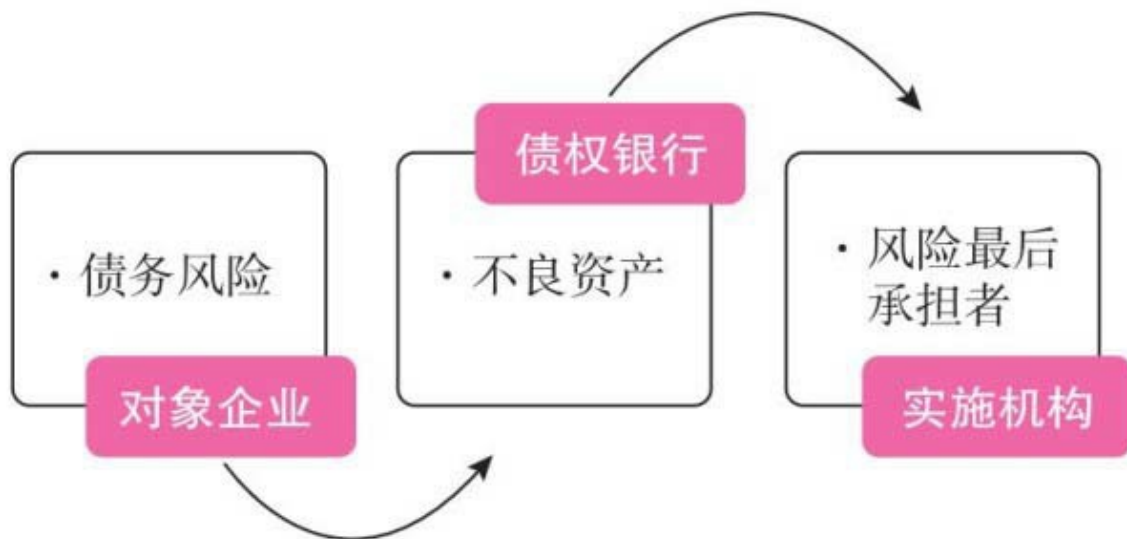 · 债务风险
对象企业
债权银行
· 不良资产
· 风险最后
承担者
实施机构